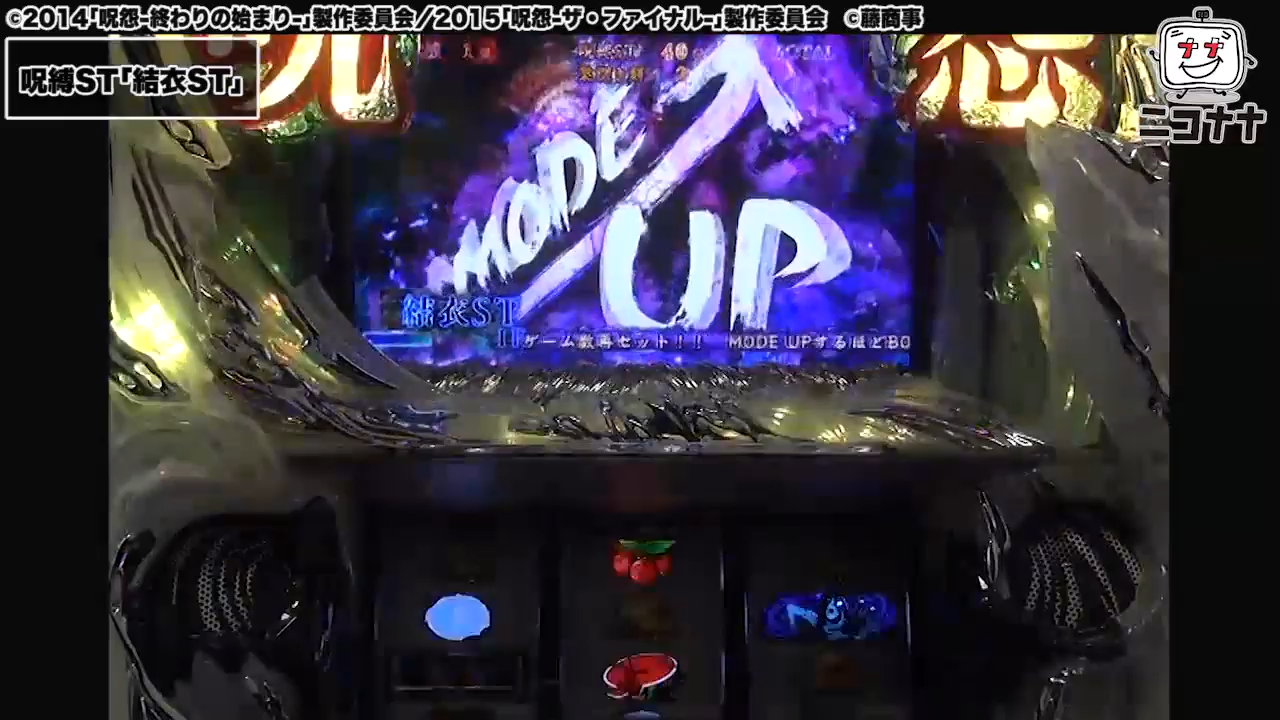 ©2014「呪怨-終わりの始まり-」製作委員会／2015「呪怨-ザ・ファイナル-」製作委員会　©藤商事
呪縛ST「結衣ST」
ニコナナ
呪 怨
MODE
UP
結衣ST
ゲーム数再セット！！　MODE UPするほどBO